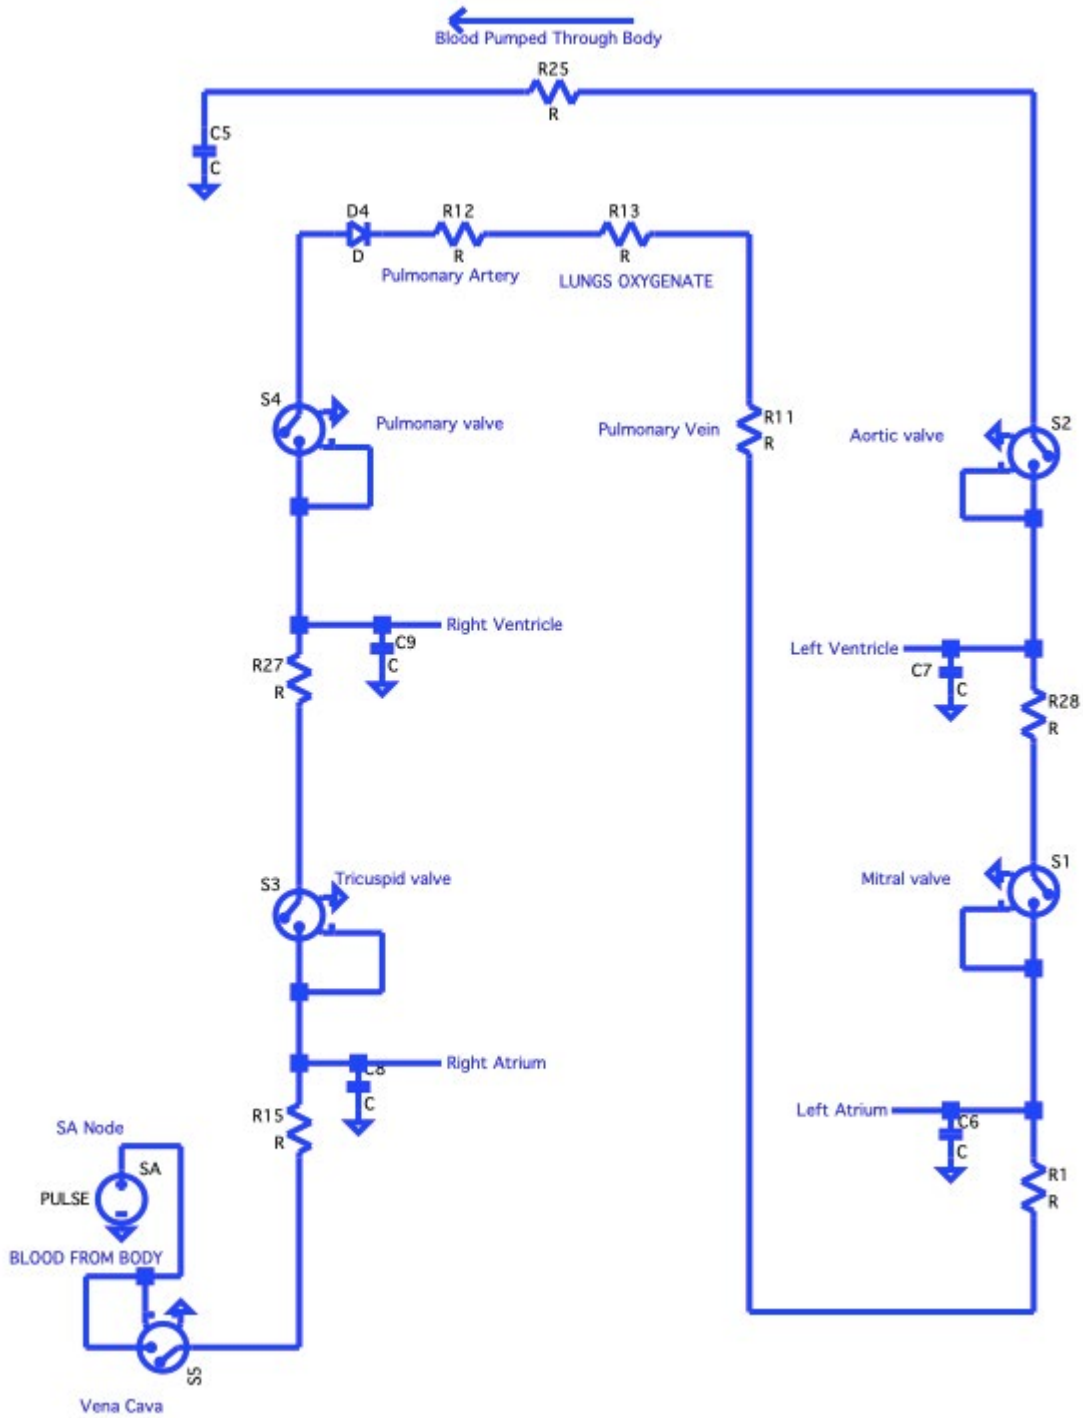 Blood Pumped Through Body
R25
R
C5
C
D4
D
R12
R
Pulmonary Artery
R13
R
LUNGS OXYGENATE
S4
Pulmonary valve
Pulmonary Vein
R11
R
Aortic valve
S2
Right Ventricle
C9
C
R27
R
Left Ventricle
C7
C
R28
R
S3
Tricuspid valve
Mitral valve
S1
Right Atrium
C8
C
R15
R
Left Atrium
C6
C
R1
R
SA Node
SA
PULSE
BLOOD FROM BODY
S5
Vena Cava